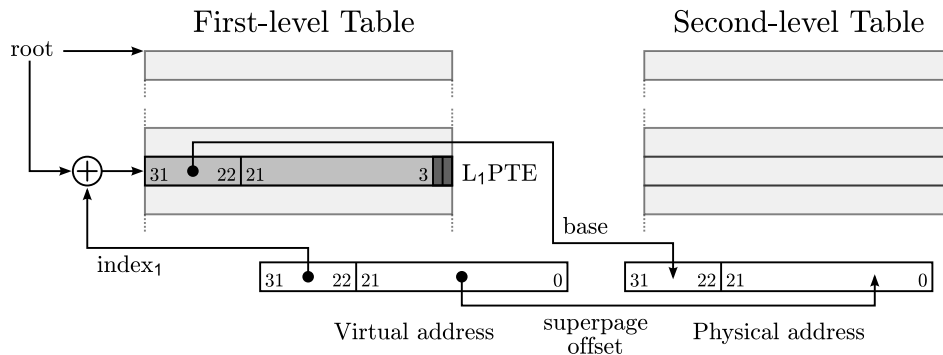 First-level Table
Second-level Table
root
31 22 21 3 L₁PTE
base
index₁
31 22 21 0
31 22 21 0
Virtual address
superpage
offset
Physical address